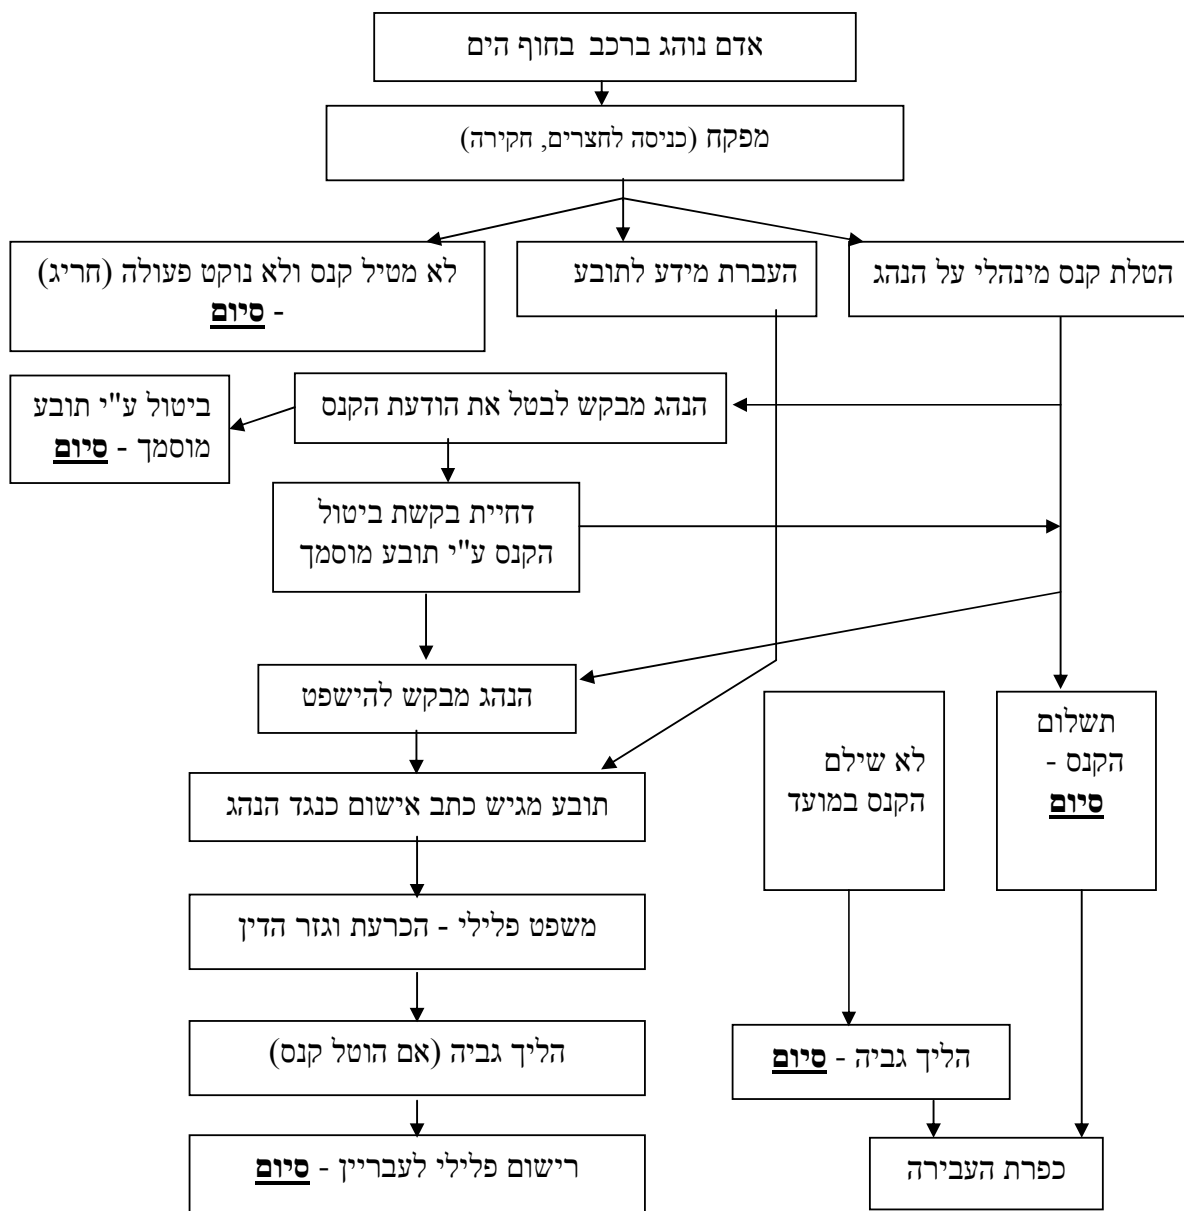 אדם נוהג ברכב בחוף הים
מפקח (כניסה לחצרים, חקירה)
הטלת קנס מינהלי על הנהג
העברת מידע לתובע
לא מטיל קנס ולא נוקט פעולה (חריג)
- סיום
הנהג מבקש לבטל את הודעת הקנס
ביטול ע"י תובע
מוסמך - סיום
דחיית בקשת ביטול
הקנס ע"י תובע מוסמך
הנהג מבקש להישפט
תשלום
הקנס -
סיום
לא שילם
הקנס במועד
תובע מגיש כתב אישום כנגד הנהג
משפט פלילי - הכרעת וגזר הדין
הליך גביה (אם הוטל קנס)
הליך גביה - סיום
רישום פלילי לעבריין - סיום
כפרת העבירה